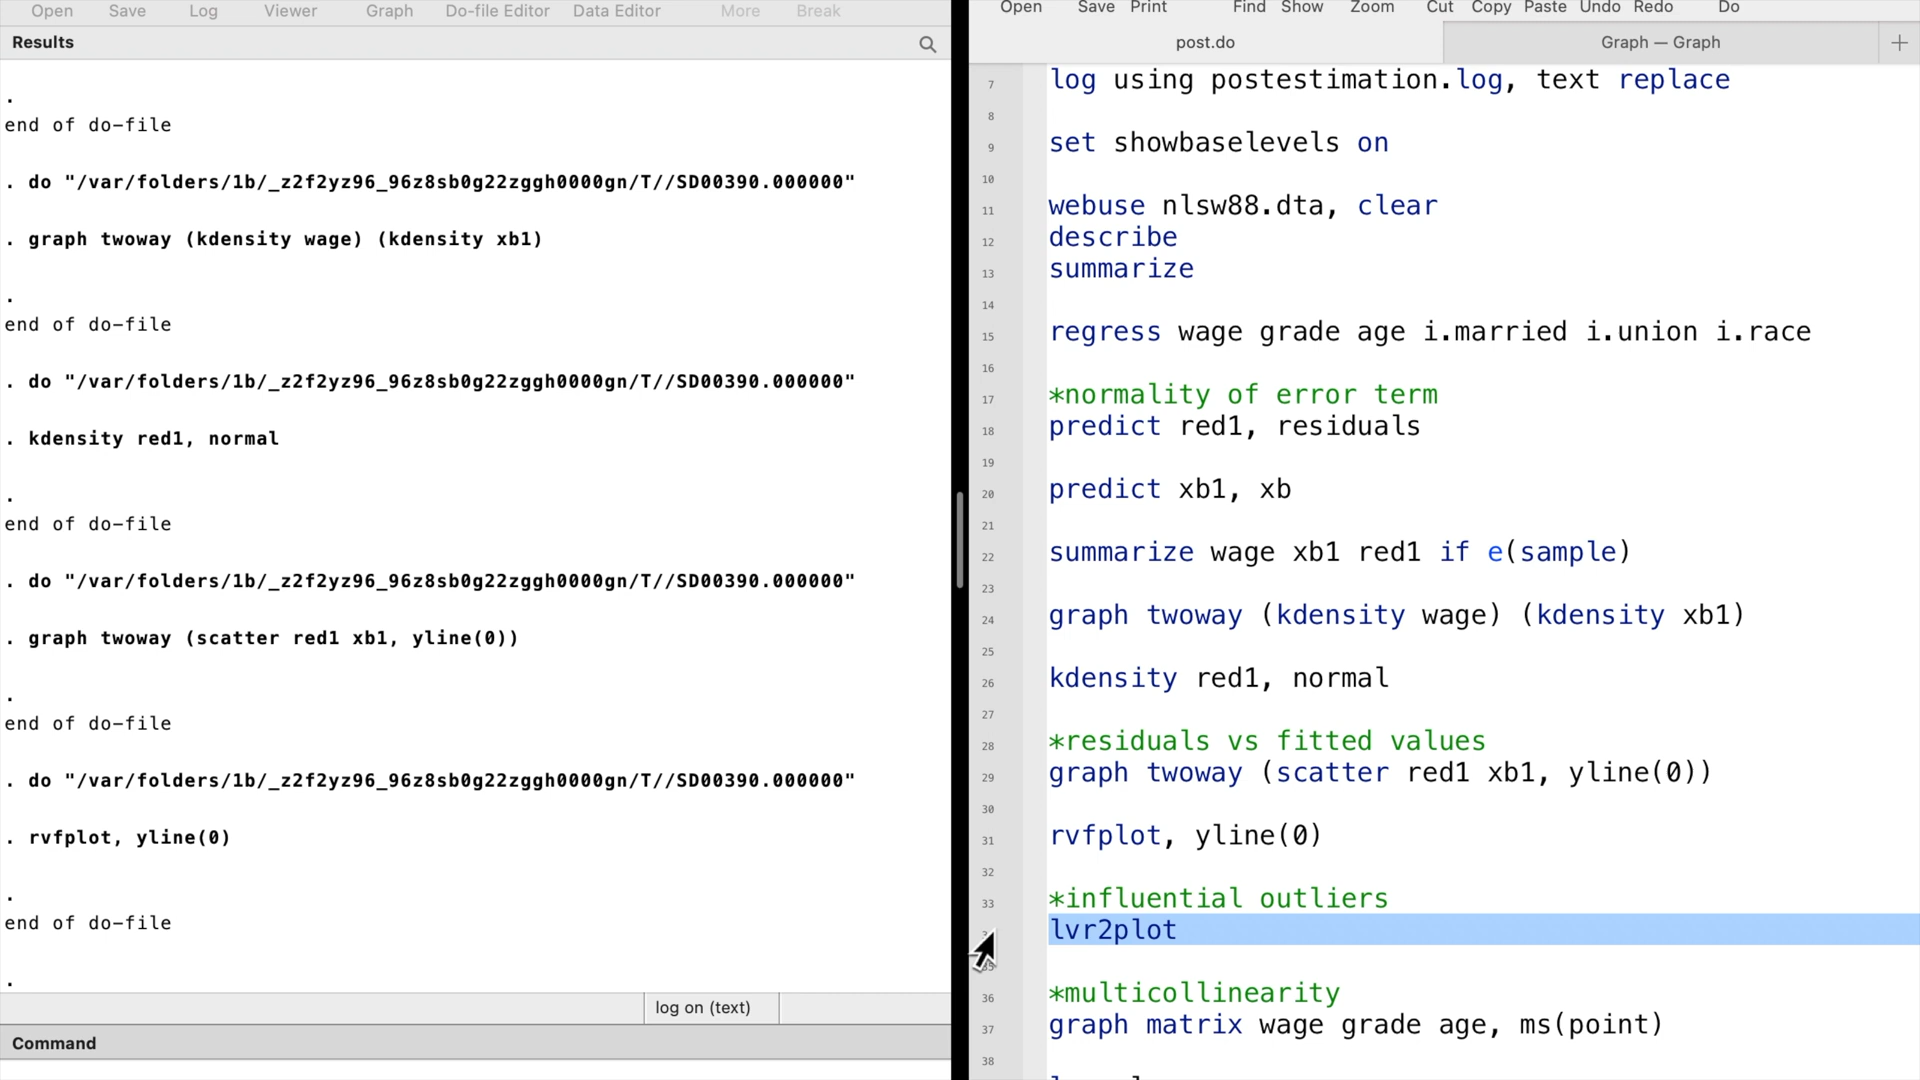 Open Save Log Viewer Graph Do-file Editor Data Editor More Break
Results
.
end of do-file
. do "/var/folders/1b/_z2f2yz96_96z8sb0g22zggh0000gn/T//SD00390.000000"
. graph twoway (kdensity wage) (kdensity xb1)
.
end of do-file
. do "/var/folders/1b/_z2f2yz96_96z8sb0g22zggh0000gn/T//SD00390.000000"
. kdensity red1, normal
.
end of do-file
. do "/var/folders/1b/_z2f2yz96_96z8sb0g22zggh0000gn/T//SD00390.000000"
. graph twoway (scatter red1 xb1, yline(0))
.
end of do-file
. do "/var/folders/1b/_z2f2yz96_96z8sb0g22zggh0000gn/T//SD00390.000000"
. rvfplot, yline(0)
.
end of do-file
.
log on (text)
Command
Open Save Print Find Show Zoom Cut Copy Paste Undo Redo Do
post.do Graph — Graph
7 log using postestimation.log, text replace
8
9 set showbaselevels on
10
11 webuse nlsw88.dta, clear
12 describe
13 summarize
14
15 regress wage grade age i.married i.union i.race
16
17 *normality of error term
18 predict red1, residuals
19
20 predict xb1, xb
21
22 summarize wage xb1 red1 if e(sample)
23
24 graph twoway (kdensity wage) (kdensity xb1)
25
26 kdensity red1, normal
27
28 *residuals vs fitted values
29 graph twoway (scatter red1 xb1, yline(0))
30
31 rvfplot, yline(0)
32
33 *influential outliers
lvr2plot
35
36 *multicollinearity
37 graph matrix wage grade age, ms(point)
38